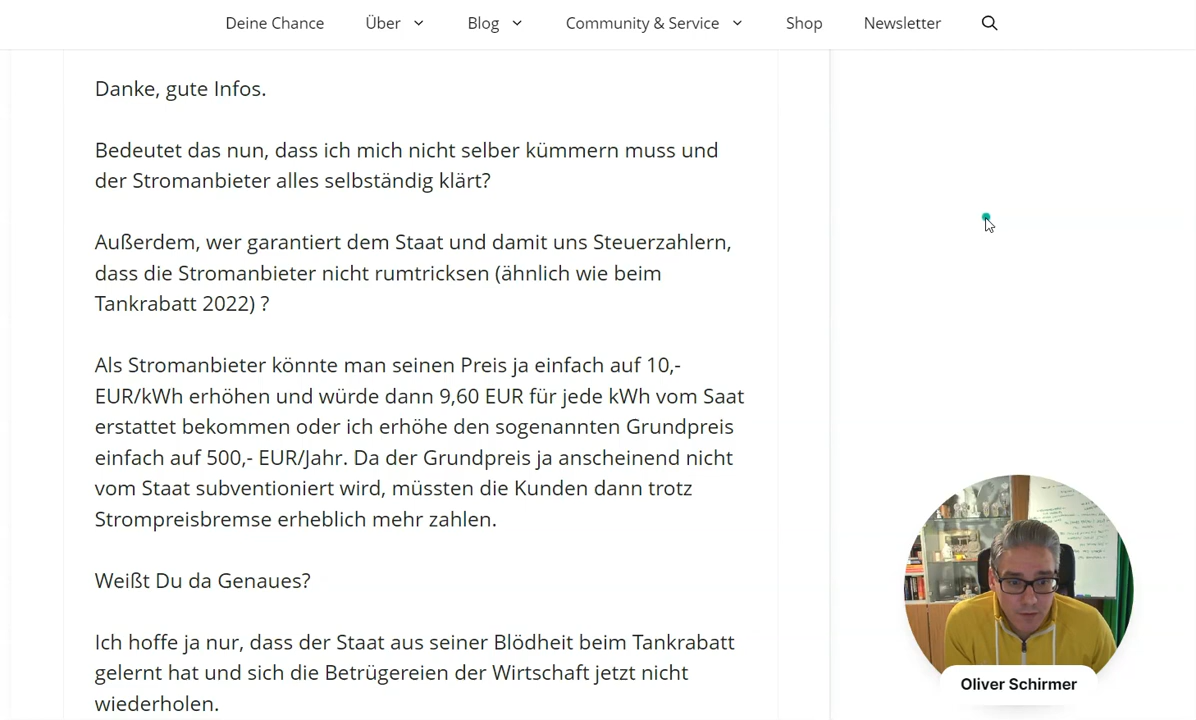 Deine Chance Über Blog Community & Service Shop Newsletter
Danke, gute Infos.
Bedeutet das nun, dass ich mich nicht selber kümmern muss und
der Stromanbieter alles selbständig klärt?
Außerdem, wer garantiert dem Staat und damit uns Steuerzahlern,
dass die Stromanbieter nicht rumtricksen (ähnlich wie beim
Tankrabatt 2022) ?
Als Stromanbieter könnte man seinen Preis ja einfach auf 10,-
EUR/kWh erhöhen und würde dann 9,60 EUR für jede kWh vom Saat
erstattet bekommen oder ich erhöhe den sogenannten Grundpreis
einfach auf 500,- EUR/Jahr. Da der Grundpreis ja anscheinend nicht
vom Staat subventioniert wird, müssten die Kunden dann trotz
Strompreisbremse erheblich mehr zahlen.
Weißt Du da Genaues?
Ich hoffe ja nur, dass der Staat aus seiner Blödheit beim Tankrabatt
gelernt hat und sich die Betrügereien der Wirtschaft jetzt nicht
wiederholen.
Oliver Schirmer